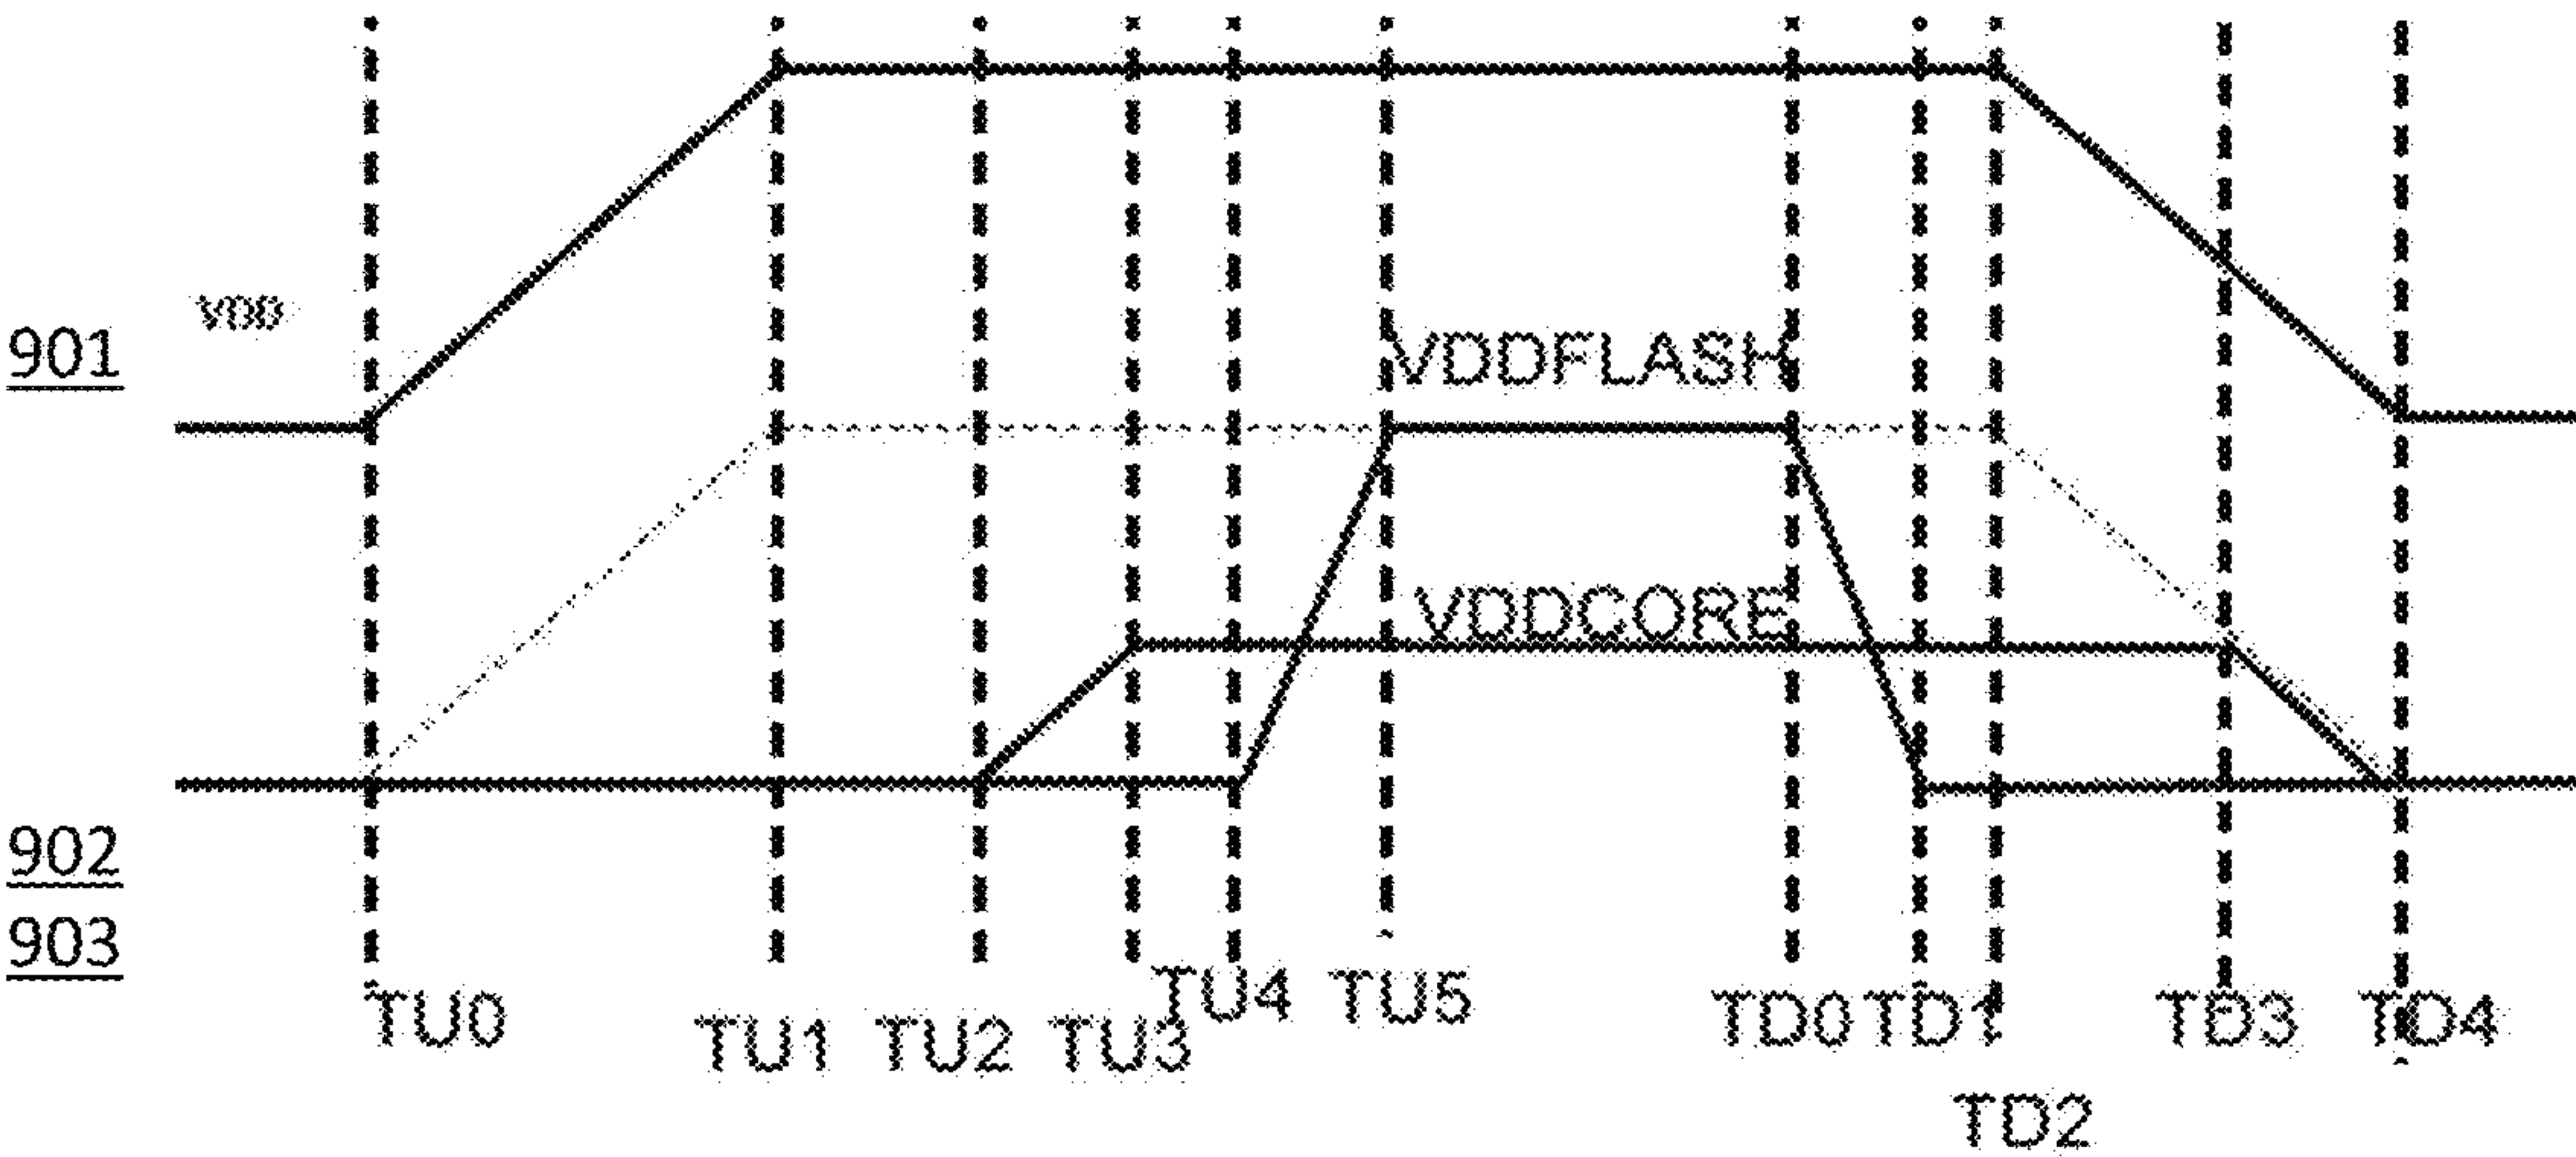 VDD
901
VDDFLASH
VDDCORE
902
903
TU0 TU1 TU2 TU3 TU4 TU5 TD0 TD1 TD3 TD4
TD2